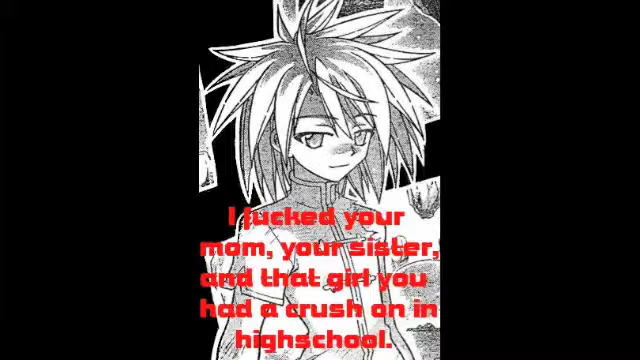 I fucked your
mom, your sister,
and that girl you
had a crush on in
highschool.